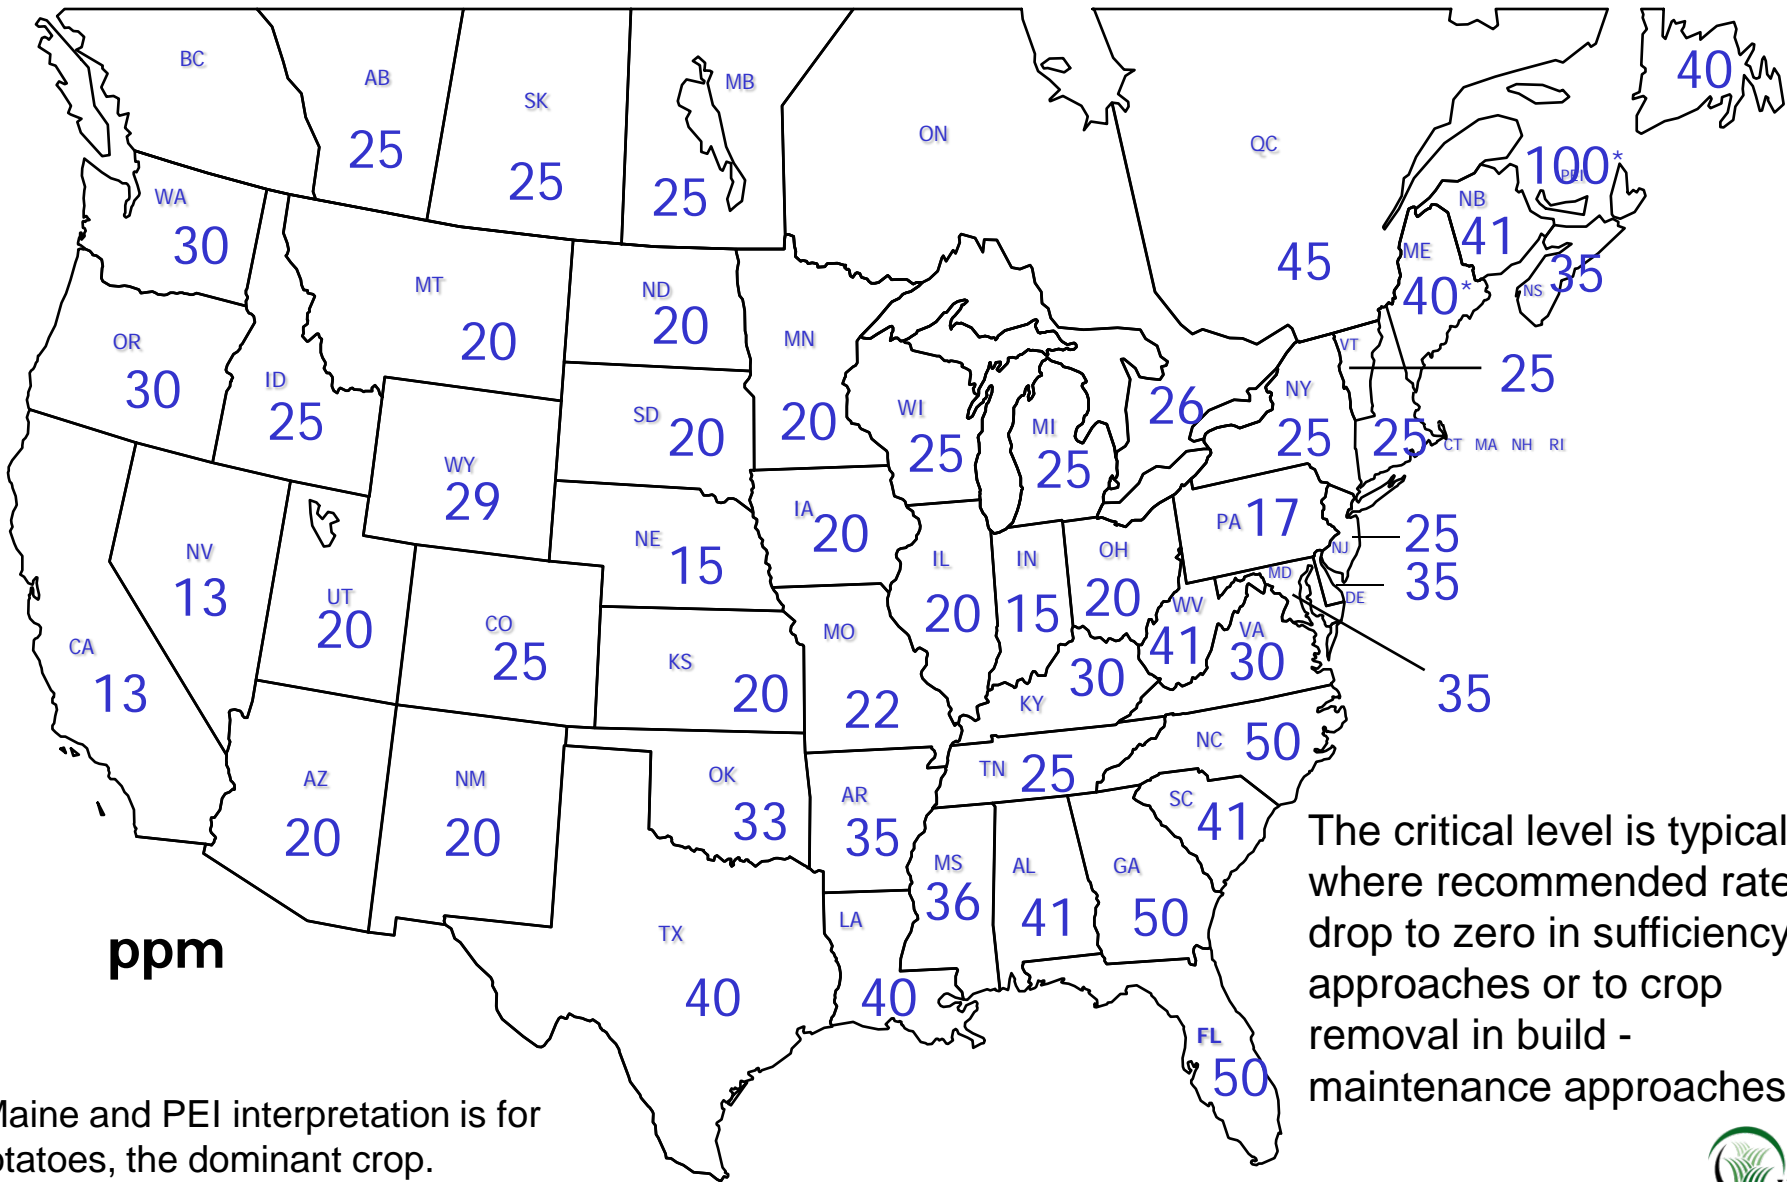 BC
AB
25
SK
25
MB
25
ON
QC
45
40
100*
PEI
NB
41
ME
40*
NS
35
WA
30
MT
20
ND
20
MN
20
OR
30
ID
25
SD
20
WI
25
MI
25
26
NY
25
VT
25
25
CT MA NH RI
WY
29
IA
20
PA
17
NJ
25
35
NE
15
NV
13
UT
20
CO
25
IL
20
IN
15
OH
20
MD
DE
WV
41
VA
30
35
CA
13
KS
20
MO
22
KY
30
AZ
20
NM
20
OK
33
AR
35
TN
25
NC
50
SC
41
MS
36
AL
41
GA
50
TX
40
LA
40
FL
50
ppm
The critical level is typical
where recommended rate
drop to zero in sufficiency
approaches or to crop
removal in build -
maintenance approaches
Maine and PEI interpretation is for
otatoes, the dominant crop.